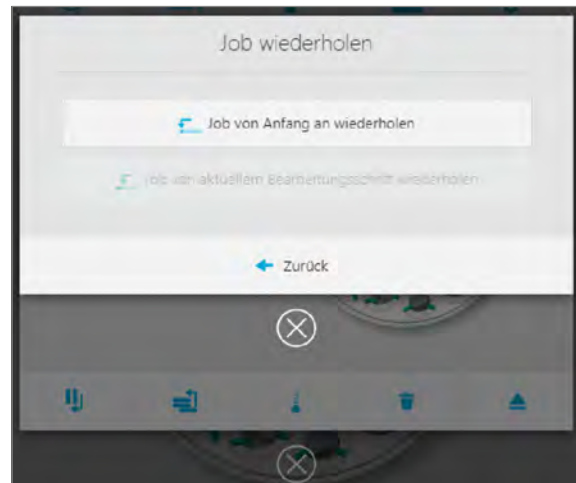 Job wiederholen
Job von Anfang an wiederholen
Job von aktuellem Bearbeitungsschritt wiederholen
Zurück